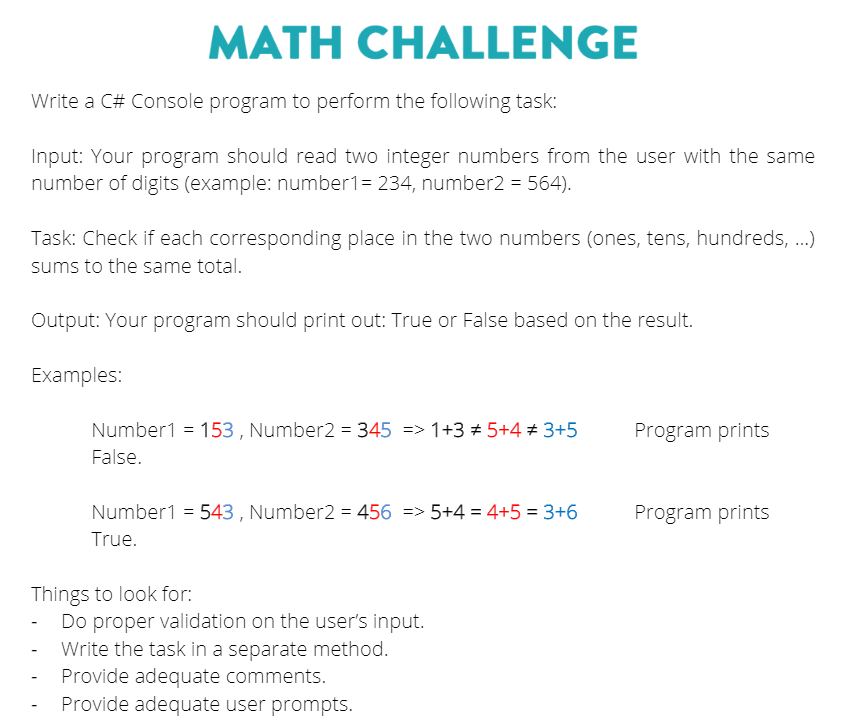 MATH CHALLENGE
Write a C# Console program to perform the following task:
Input: Your program should read two integer numbers from the user with the same
number of digits (example: number1= 234, number2 = 564).
Task: Check if each corresponding place in the two numbers (ones, tens, hundreds, ...)
sums to the same total.
Output: Your program should print out: True or False based on the result.
Examples:
Number1 = 153 , Number2 = 345 => 1+3 ≠ 5+4 ≠ 3+5 Program prints
False.
Number1 = 543 , Number2 = 456 => 5+4 = 4+5 = 3+6 Program prints
True.
Things to look for:
- Do proper validation on the user's input.
- Write the task in a separate method.
- Provide adequate comments.
- Provide adequate user prompts.